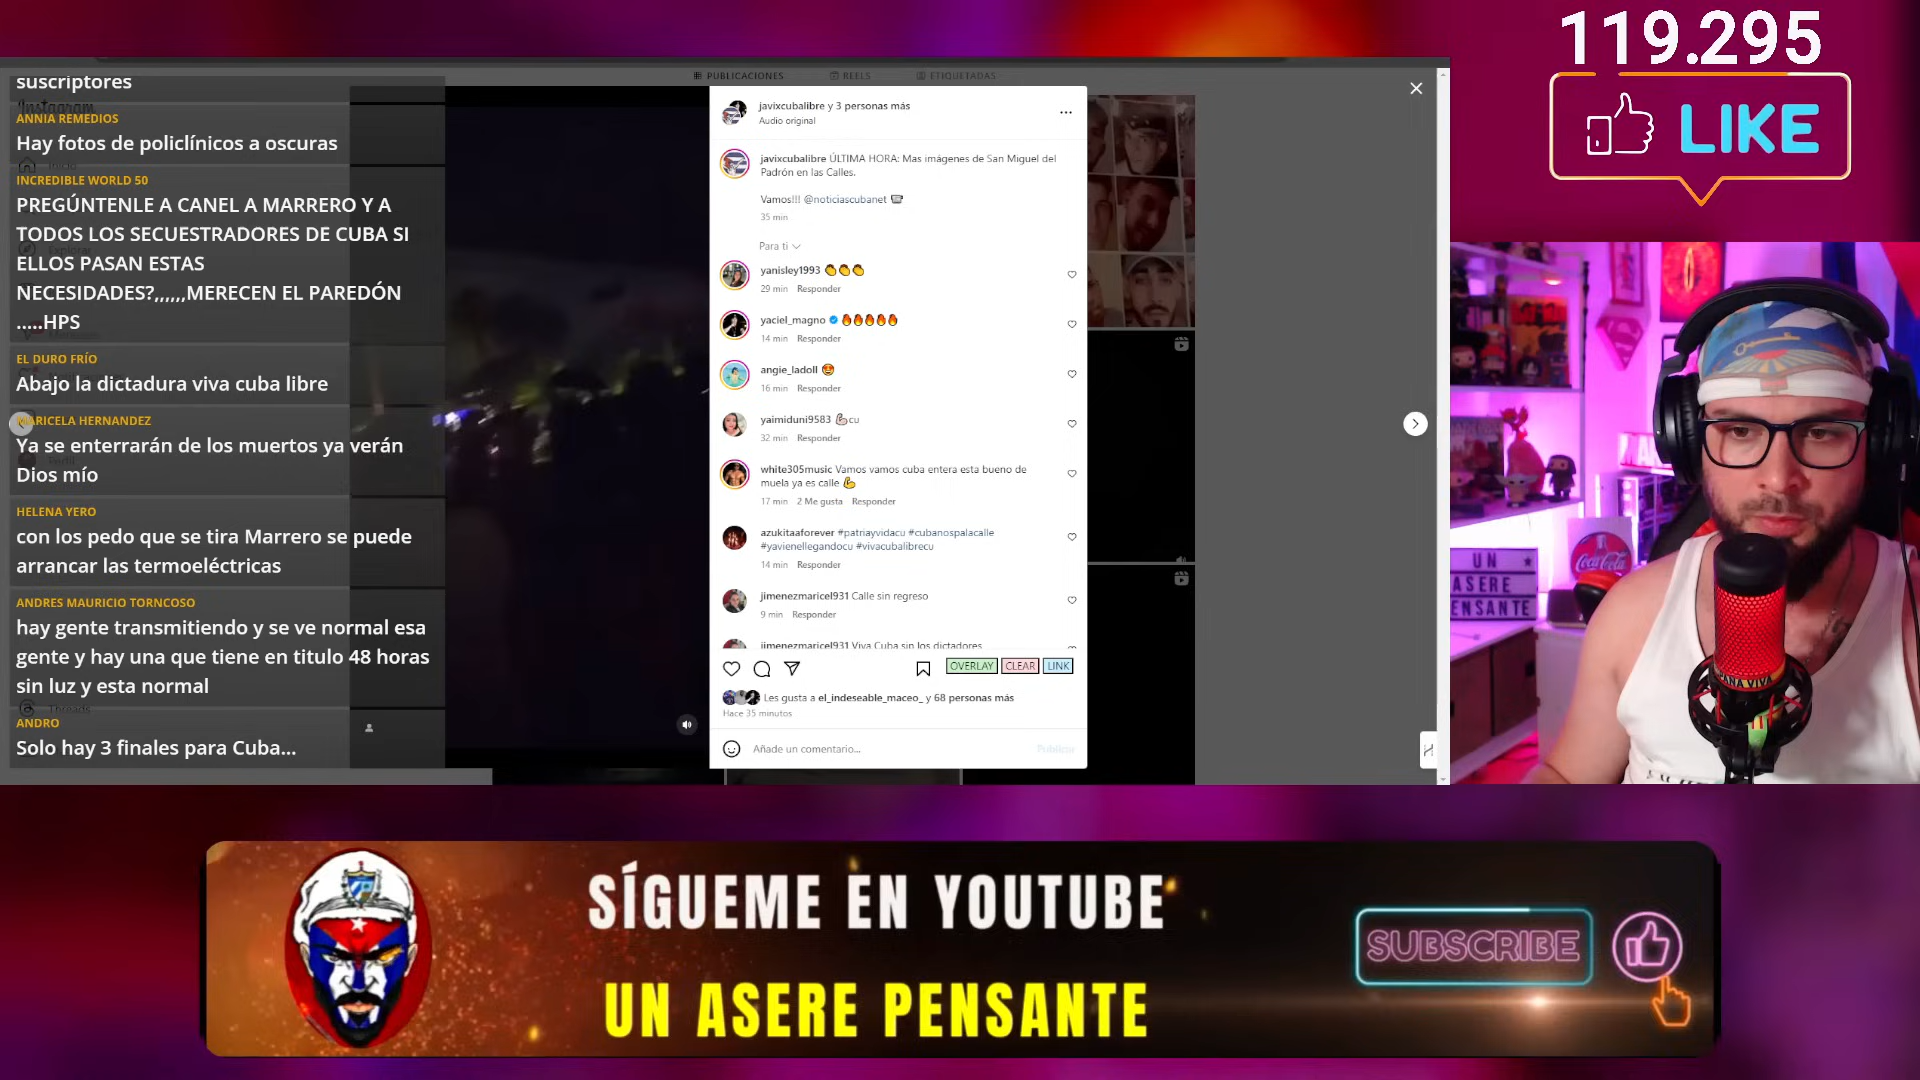 119.295
LIKE
suscriptores
ANNIA REMEDIOS
Hay fotos de policlínicos a oscuras
INCREDIBLE WORLD 50
PREGÚNTENLE A CANEL A MARRERO Y A
TODOS LOS SECUESTRADORES DE CUBA SI
ELLOS PASAN ESTAS
NECESIDADES?,,,,,,MERECEN EL PAREDÓN
.....HPS
EL DURO FRÍO
Abajo la dictadura viva cuba libre
MARICELA HERNANDEZ
Ya se enterrarán de los muertos ya verán
Dios mío
HELENA YERO
con los pedo que se tira Marrero se puede
arrancar las termoeléctricas
ANDRES MAURICIO TORNCOSO
hay gente transmitiendo y se ve normal esa
gente y hay una que tiene en titulo 48 horas
sin luz y esta normal
Threads
ANDRO
Solo hay 3 finales para Cuba...
Instagram
PUBLICACIONES
REELS
ETIQUETADAS
javixcubalibre y 3 personas más
Audio original
javixcubalibre ÚLTIMA HORA: Mas imágenes de San Miguel del
Padrón en las Calles.
Vamos!!! @noticiascubanet
35 min
Para ti
yanisley1993 👏👏👏
29 min Responder
yaciel_magno 🔥🔥🔥🔥🔥
14 min Responder
angie_ladoll 😍
16 min Responder
yaimiduni9583 💪🏻cu
32 min Responder
white305music Vamos vamos cuba entera esta bueno de
muela ya es calle 💪
17 min 2 Me gusta Responder
azukitaaforever #patriayvidacu #cubanospalacalle
#yavienellegandocu #vivacubalibrecu
14 min Responder
jimenezmaricel931 Calle sin regreso
9 min Responder
jimenezmaricel931 Viva Cuba sin los dictadores
OVERLAY CLEAR LINK
Les gusta a el_indeseable_maceo_ y 68 personas más
Hace 35 minutos
Añade un comentario...
Publicar
UN
ASERE
PENSANTE
Coca-Cola
SÍGUEME EN YOUTUBE
UN ASERE PENSANTE
SUBSCRIBE